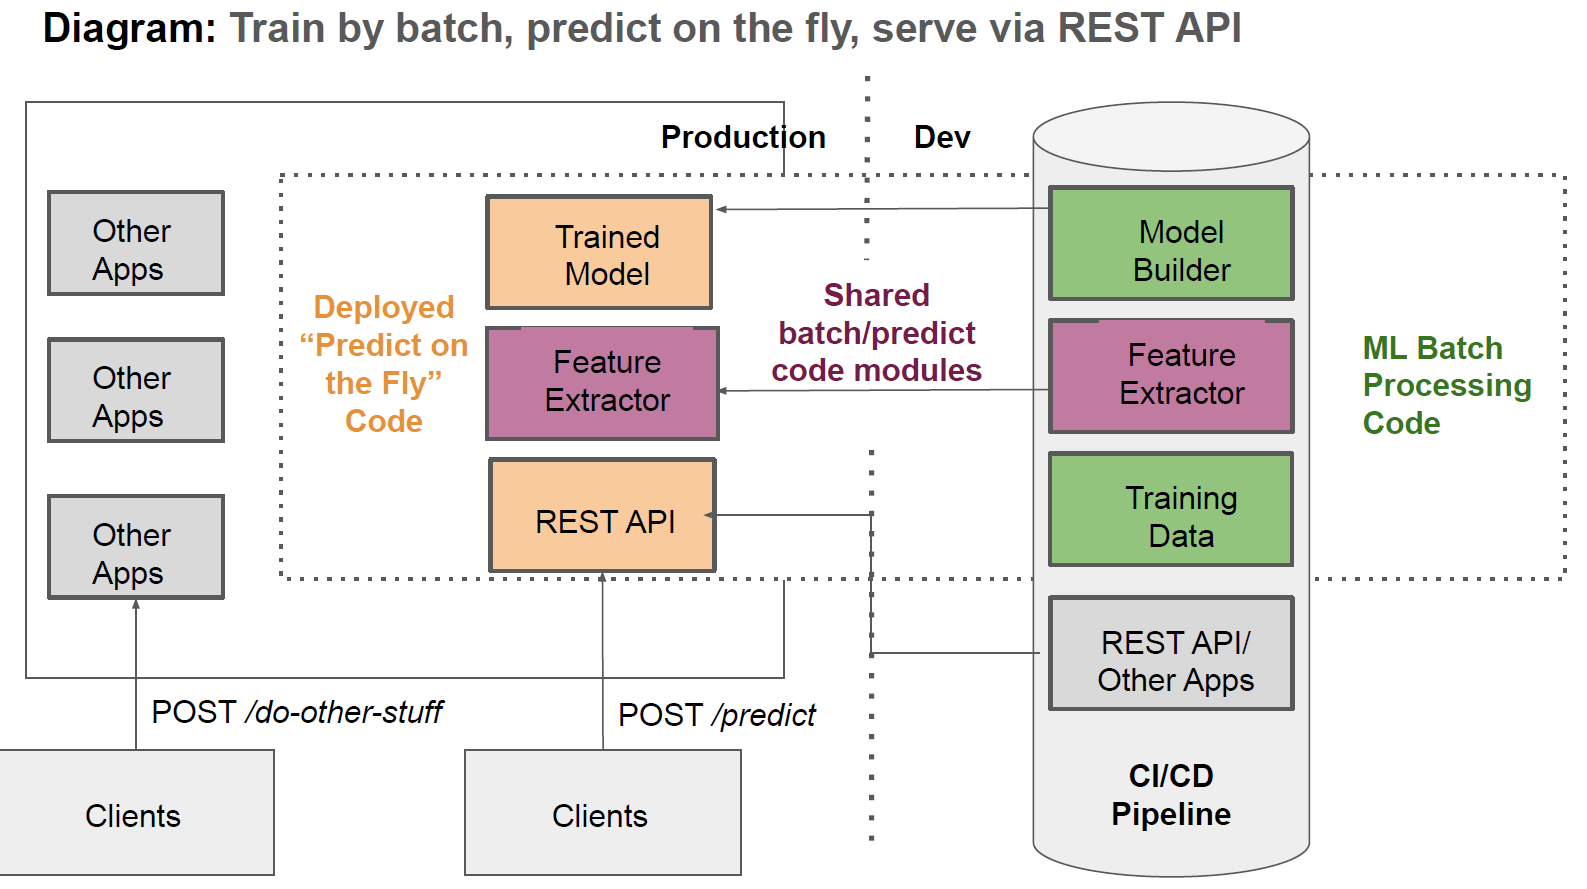 Diagram: Train by batch, predict on the fly, serve via REST API
Production
Dev
Other
Apps
Other
Apps
Other
Apps
Deployed
“Predict on
the Fly”
Code
Trained
Model
Feature
Extractor
REST API
Shared
batch/predict
code modules
Model
Builder
Feature
Extractor
Training
Data
REST API/
Other Apps
CI/CD
Pipeline
ML Batch
Processing
Code
POST /do-other-stuff
POST /predict
Clients
Clients